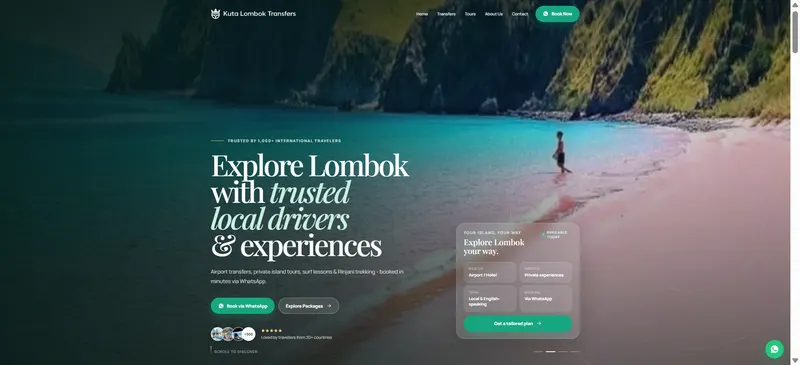 Kuta Lombok Transfers
Home Transfers Tours About Us Contact Book Now
TRUSTED BY 1,000+ INTERNATIONAL TRAVELERS
Explore Lombok
with trusted
local drivers
& experiences
Airport transfers, private island tours, surf lessons & Rinjani trekking - booked in
minutes via WhatsApp.
Book via WhatsApp
Explore Packages →
★★★★★
Loved by travellers from 30+ countries
SCROLL TO DISCOVER
YOUR ISLAND, YOUR WAY
AVAILABLE
TODAY
Explore Lombok
your way.
Airport / Hotel
Private experiences
Local & English-
speaking
Via WhatsApp
Get a tailored plan →